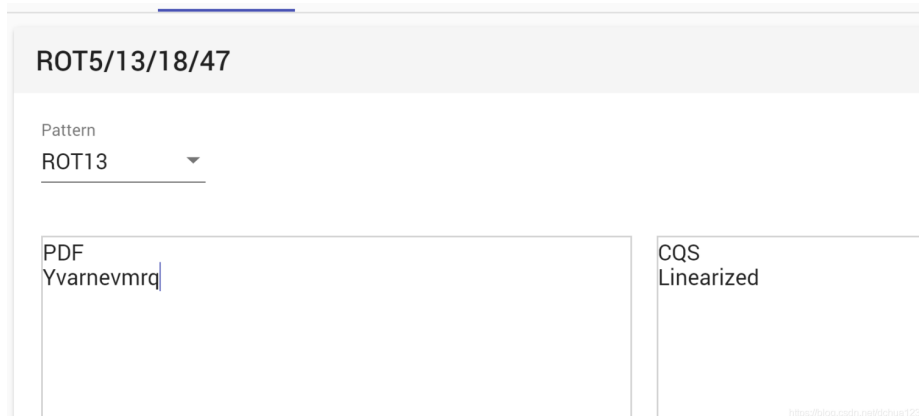 ROT5/13/18/47
Pattern
ROT13
PDF
Yvarnevmrq
CQS
Linearized